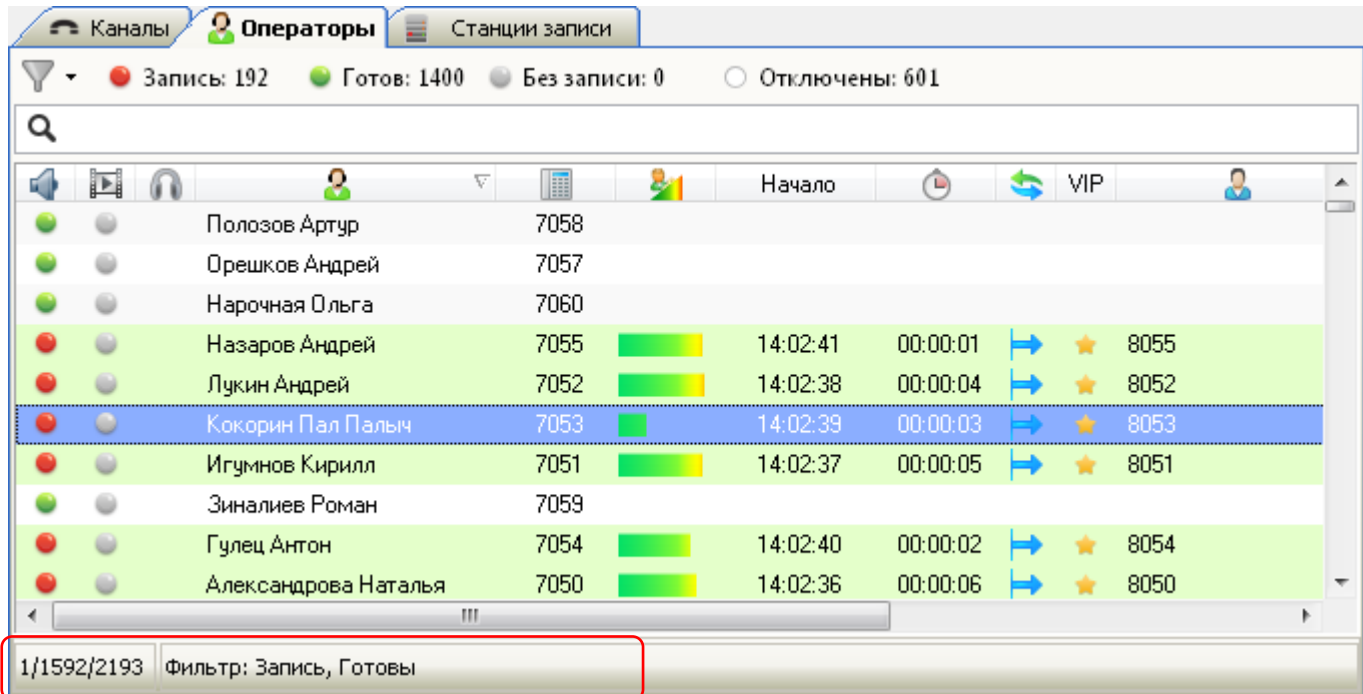 Каналы Операторы Станции записи
Запись: 192 Готов: 1400 Без записи: 0 Отключены: 601
Начало VIP
Полозов Артур 7058
Орешков Андрей 7057
Нарочная Ольга 7060
Назаров Андрей 7055 14:02:41 00:00:01 8055
Лукин Андрей 7052 14:02:38 00:00:04 8052
Кокорин Пал Палыч 7053 14:02:39 00:00:03 8053
Игумнов Кирилл 7051 14:02:37 00:00:05 8051
Зиналиев Роман 7059
Гулец Антон 7054 14:02:40 00:00:02 8054
Александрова Наталья 7050 14:02:36 00:00:06 8050
1/1592/2193 Фильтр: Запись, Готовы